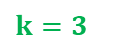 k = 3